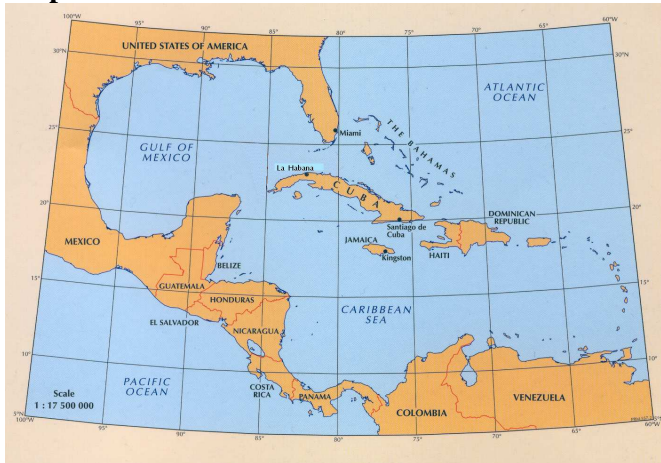 100°W
95°
90°
85°
80°
75°
70°
65°
60°W
30°N
30°N
UNITED STATES OF AMERICA
ATLANTIC
OCEAN
25°
25°
Miami
THE BAHAMAS
GULF OF
MEXICO
La Habana
CUBA
20°
20°
Santiago de
Cuba
DOMINICAN
REPUBLIC
MEXICO
JAMAICA
Kingston
HAITI
BELIZE
15°
15°
GUATEMALA
HONDURAS
CARIBBEAN
SEA
EL SALVADOR
NICARAGUA
10°
10°
PACIFIC
OCEAN
COSTA
RICA
PANAMA
COLOMBIA
VENEZUELA
Scale
1 : 17 500 000
5°N
5°N
100°W
95°
90°
85°
80°
75°
70°
65°
60°W